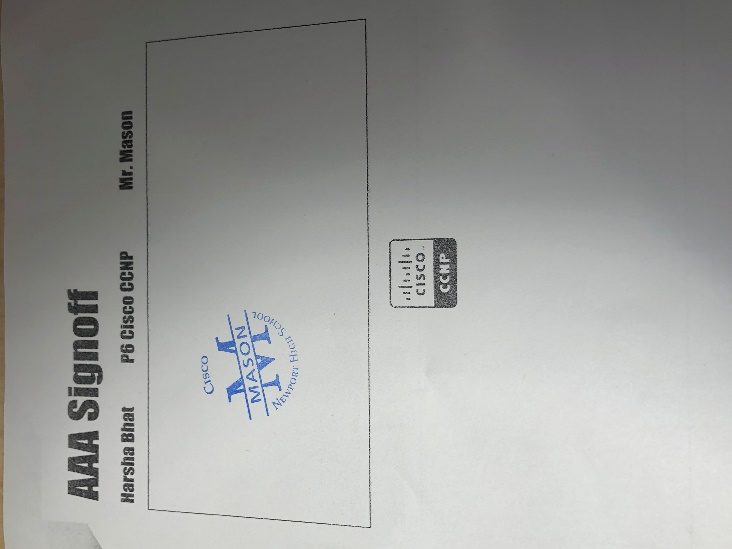 AAA Signoff
Harsha Bhat P6 Cisco CCNP Mr. Mason
CISCO
MASON
M
NEWPORT HIGH SCHOOL
CISCO
CCNP